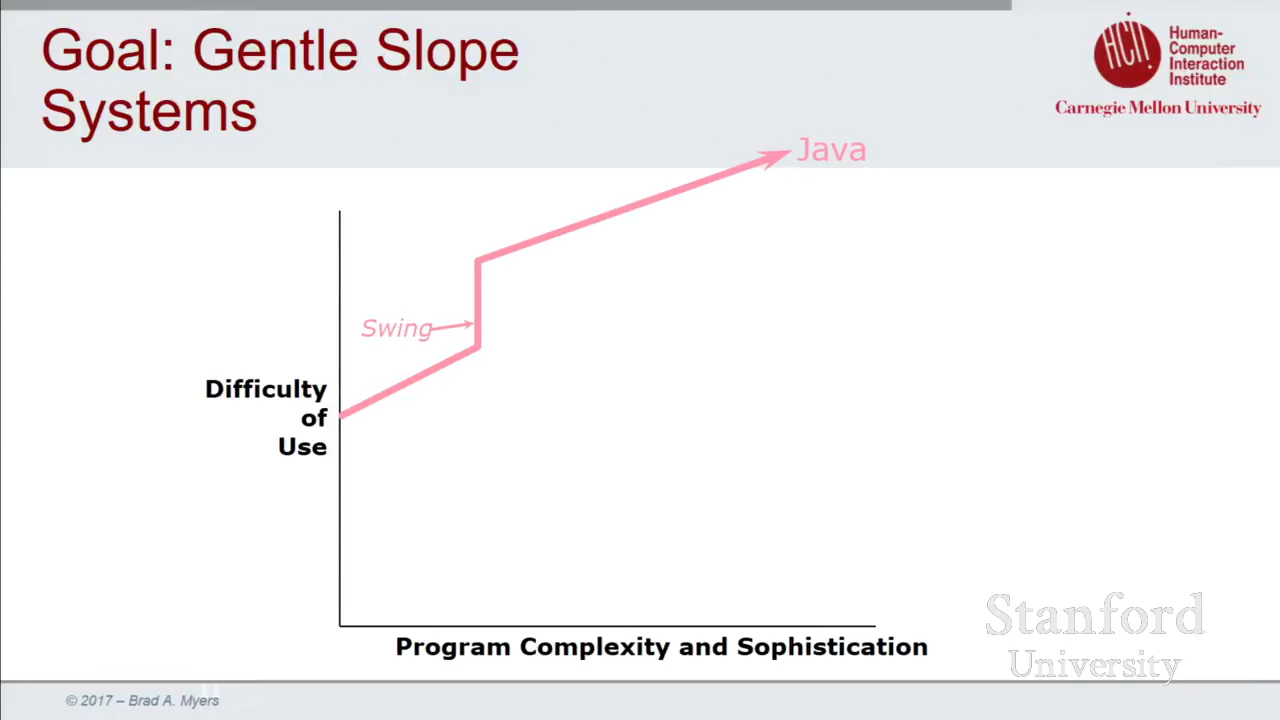 Goal: Gentle Slope
Systems
HCII
Human-
Computer
Interaction
Institute
Carnegie Mellon University
Java
Swing
Difficulty
of
Use
Program Complexity and Sophistication
Stanford
University
© 2017 – Brad A. Myers